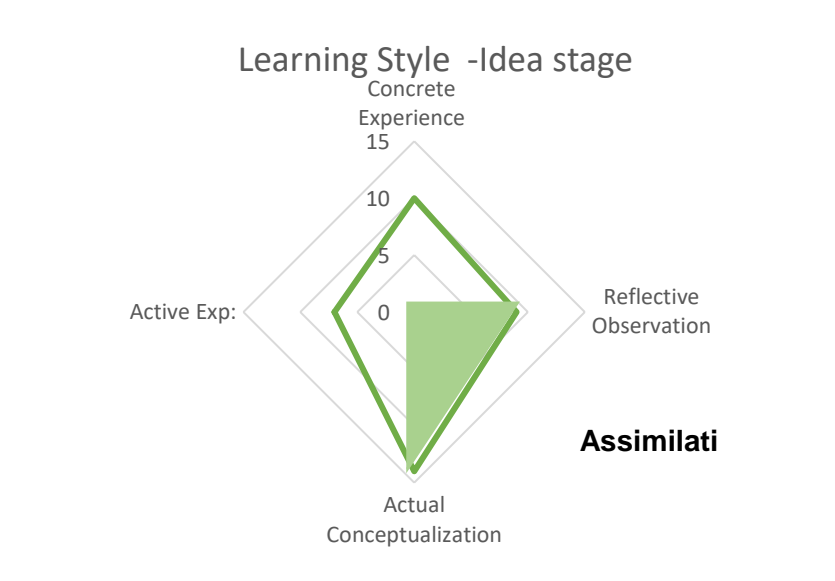 Learning Style -Idea stage
Concrete
Experience
15
10
5
0
Active Exp:
Reflective
Observation
Assimilati
Actual
Conceptualization